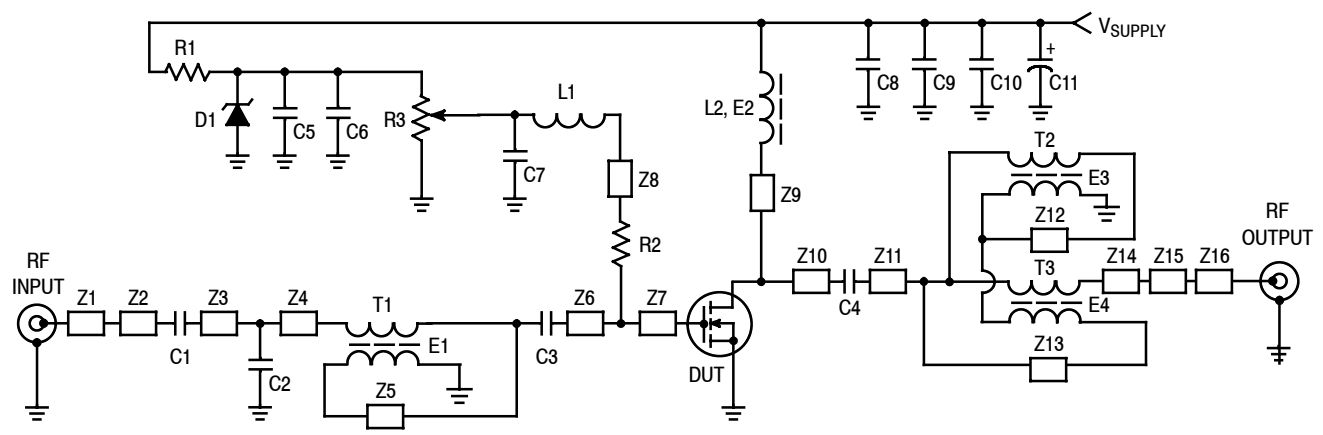 VSUPPLY
R1
D1
C5
C6
R3
L1
C7
Z8
R2
L2, E2
Z9
C8
C9
C10
+
C11
T2
E3
Z12
RF
OUTPUT
RF
INPUT
Z1
Z2
C1
Z3
C2
Z4
T1
E1
Z5
C3
Z6
Z7
DUT
Z10
C4
Z11
T3
E4
Z13
Z14
Z15
Z16